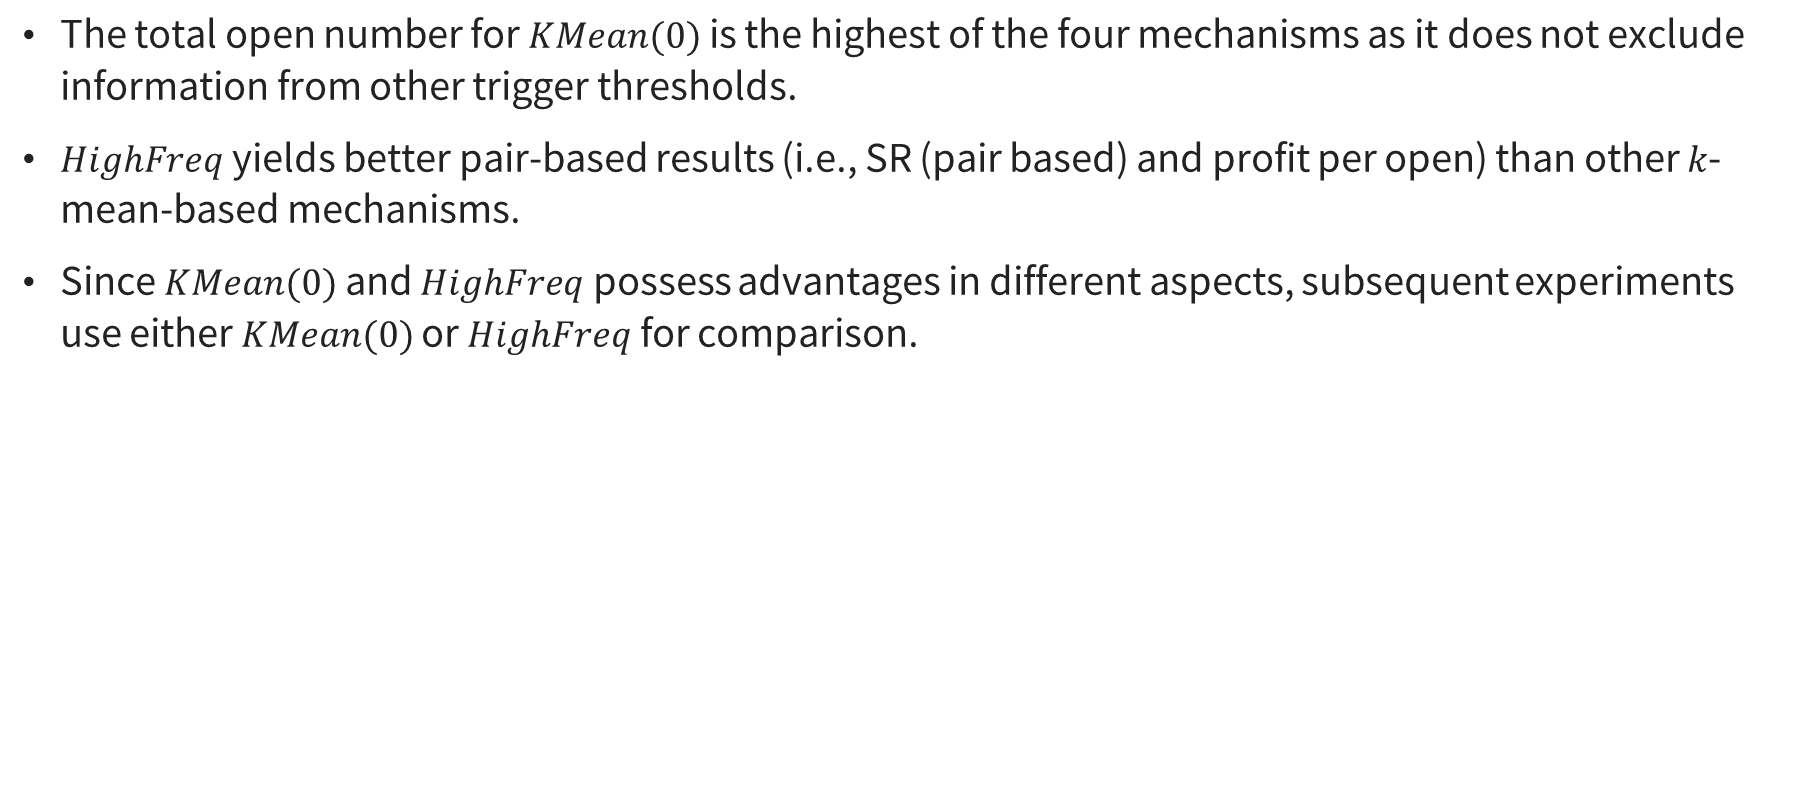 • The total open number for KMean(0) is the highest of the four mechanisms as it does not exclude
information from other trigger thresholds.
• HighFreq yields better pair-based results (i.e., SR (pair based) and profit per open) than other k-
mean-based mechanisms.
• Since KMean(0) and HighFreq possess advantages in different aspects, subsequent experiments
use either KMean(0) or HighFreq for comparison.